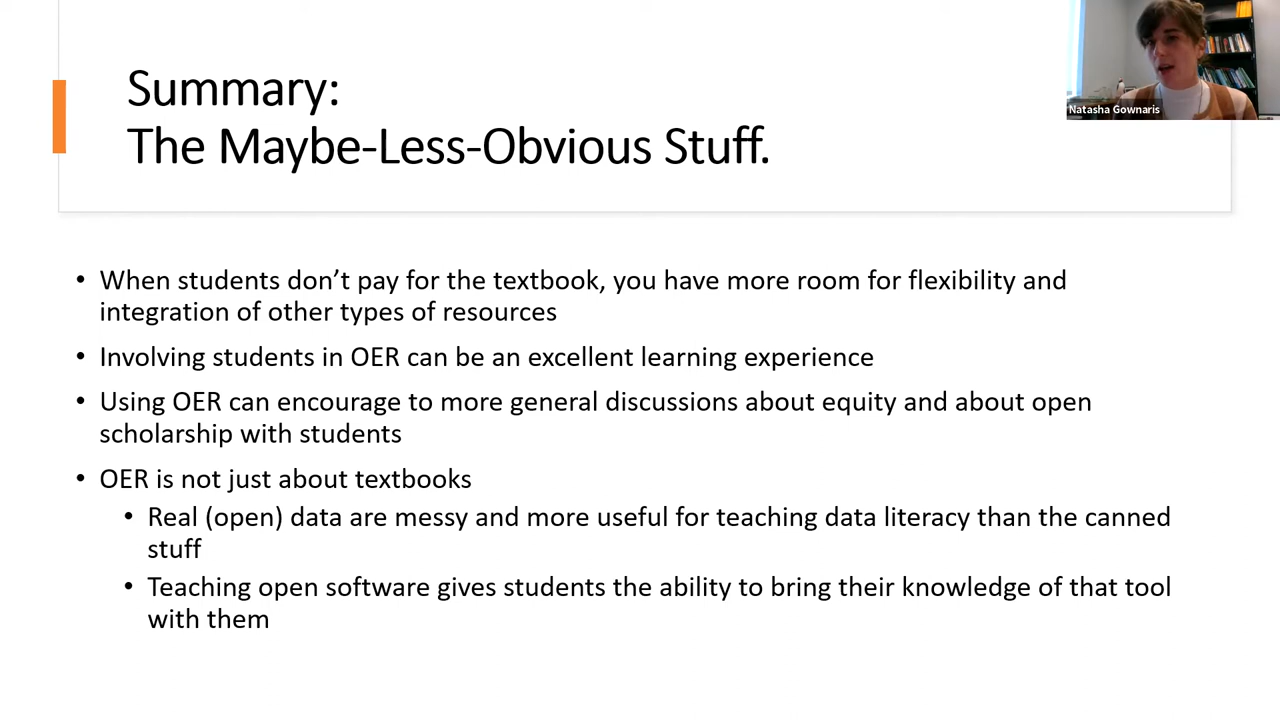 Summary:
The Maybe-Less-Obvious Stuff.
Natasha Gownaris
• When students don’t pay for the textbook, you have more room for flexibility and
integration of other types of resources
• Involving students in OER can be an excellent learning experience
• Using OER can encourage to more general discussions about equity and about open
scholarship with students
• OER is not just about textbooks
• Real (open) data are messy and more useful for teaching data literacy than the canned
stuff
• Teaching open software gives students the ability to bring their knowledge of that tool
with them